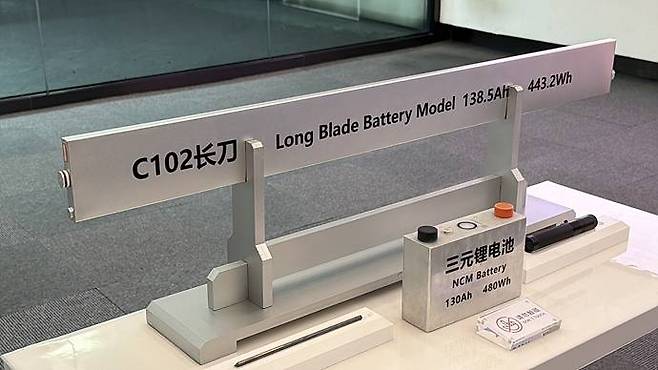 C102长刀 Long Blade Battery Model 138.5Ah 443.2Wh
三元锂电池
NCM Battery
130Ah 480Wh